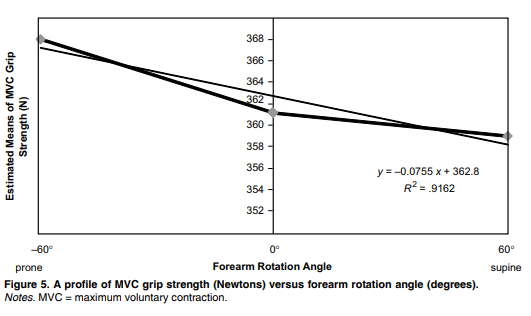 Estimated Means of MVC Grip
Strength (N)
368
366
364
362
360
358
356
354
352
y = –0.0755 x + 362.8
R² = .9162
–60°
0°
60°
prone
Forearm Rotation Angle
supine
Figure 5. A profile of MVC grip strength (Newtons) versus forearm rotation angle (degrees).
Notes. MVC = maximum voluntary contraction.